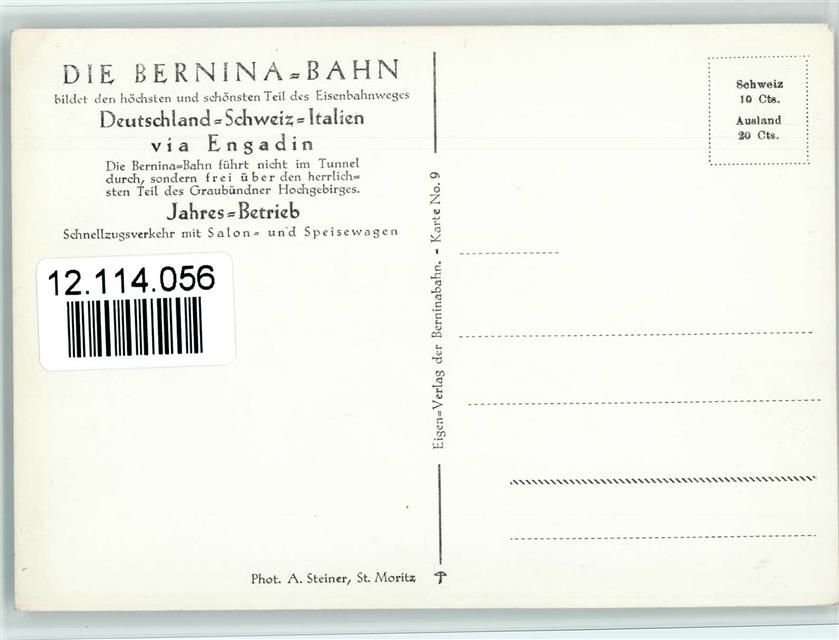 DIE BERNINA=BAHN
bildet den höchsten und schönsten Teil des Eisenbahnweges
Deutschland=Schweiz=Italien
via Engadin
Die Bernina=Bahn führt nicht im Tunnel
durch, sondern frei über den herrlich=
sten Teil des Graubündner Hochgebirges.
Jahres=Betrieb
Schnellzugsverkehr mit Salon= und Speisewagen
12.114.056
Phot. A. Steiner, St. Moritz
Eigen=Verlag der Berninabahn. - Karte No. 9
Schweiz
10 Cts.
Ausland
20 Cts.